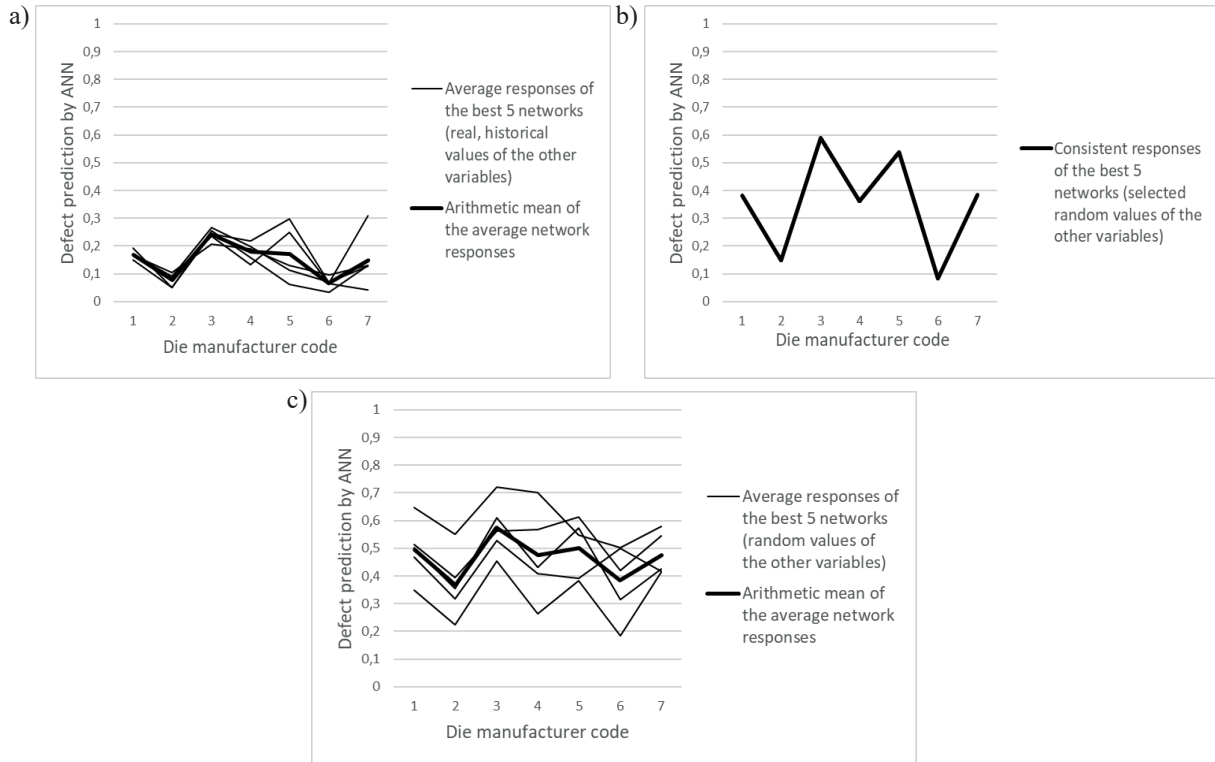 a)
Defect prediction by ANN
1
0,9
0,8
0,7
0,6
0,5
0,4
0,3
0,2
0,1
0
1 2 3 4 5 6 7
Die manufacturer code
Average responses of
the best 5 networks
(real, historical
values of the other
variables)
Arithmetic mean of
the average network
responses
b)
Defect prediction by ANN
1
0,9
0,8
0,7
0,6
0,5
0,4
0,3
0,2
0,1
0
1 2 3 4 5 6 7
Die manufacturer code
Consistent responses
of the best 5
networks (selected
random values of the
other variables)
c)
Defect prediction by ANN
1
0,9
0,8
0,7
0,6
0,5
0,4
0,3
0,2
0,1
0
1 2 3 4 5 6 7
Die manufacturer code
Average responses of
the best 5 networks
(random values of
the other variables)
Arithmetic mean of
the average network
responses